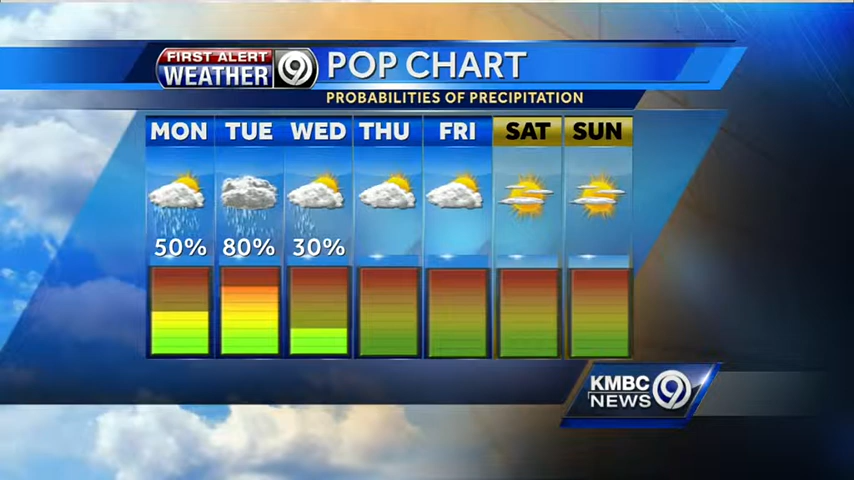 FIRST ALERT
WEATHER 9
POP CHART
PROBABILITIES OF PRECIPITATION
MON TUE WED THU FRI SAT SUN
50% 80% 30%
KMBC 9
NEWS